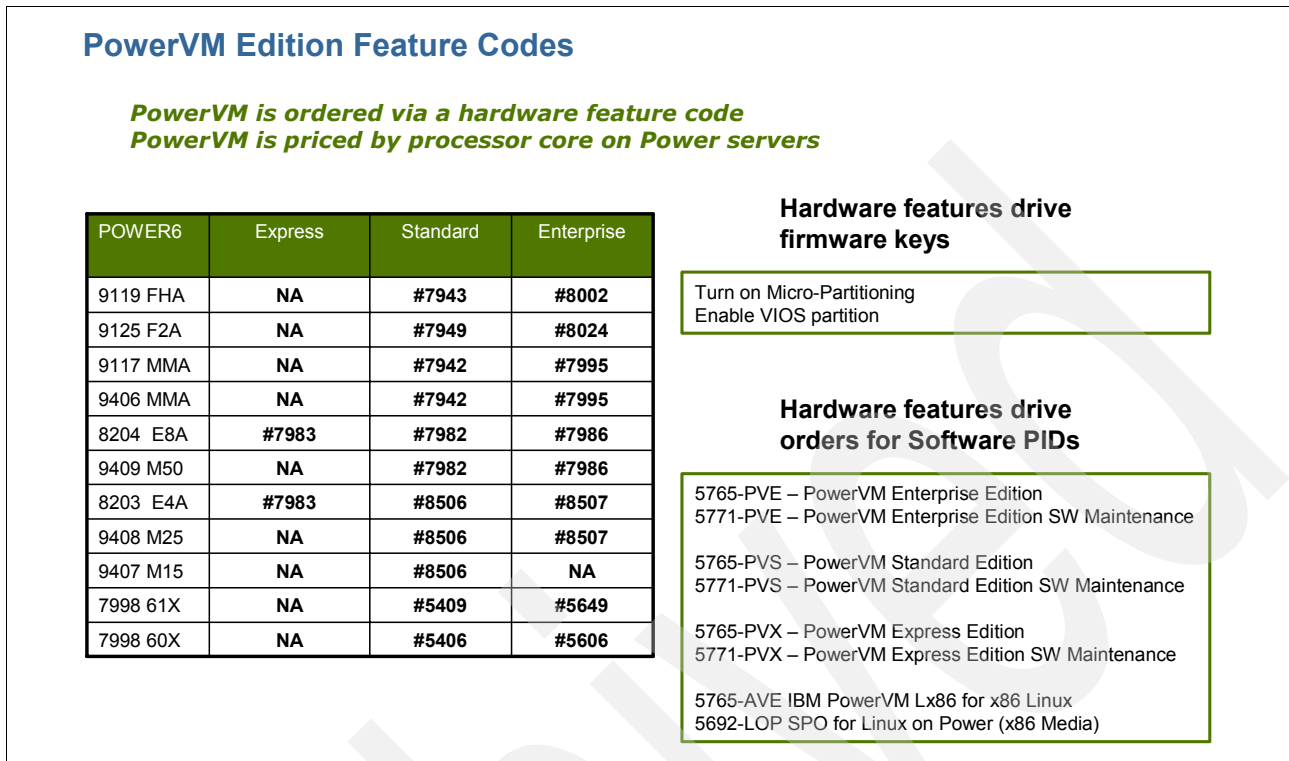 PowerVM Edition Feature Codes
PowerVM is ordered via a hardware feature code
PowerVM is priced by processor core on Power servers
POWER6 Express Standard Enterprise
9119 FHA NA #7943 #8002
9125 F2A NA #7949 #8024
9117 MMA NA #7942 #7995
9406 MMA NA #7942 #7995
8204 E8A #7983 #7982 #7986
9409 M50 NA #7982 #7986
8203 E4A #7983 #8506 #8507
9408 M25 NA #8506 #8507
9407 M15 NA #8506 NA
7998 61X NA #5409 #5649
7998 60X NA #5406 #5606
Hardware features drive
firmware keys
Turn on Micro-Partitioning
Enable VIOS partition
Hardware features drive
orders for Software PIDs
5765-PVE – PowerVM Enterprise Edition
5771-PVE – PowerVM Enterprise Edition SW Maintenance
5765-PVS – PowerVM Standard Edition
5771-PVS – PowerVM Standard Edition SW Maintenance
5765-PVX – PowerVM Express Edition
5771-PVX – PowerVM Express Edition SW Maintenance
5765-AVE IBM PowerVM Lx86 for x86 Linux
5692-LOP SPO for Linux on Power (x86 Media)